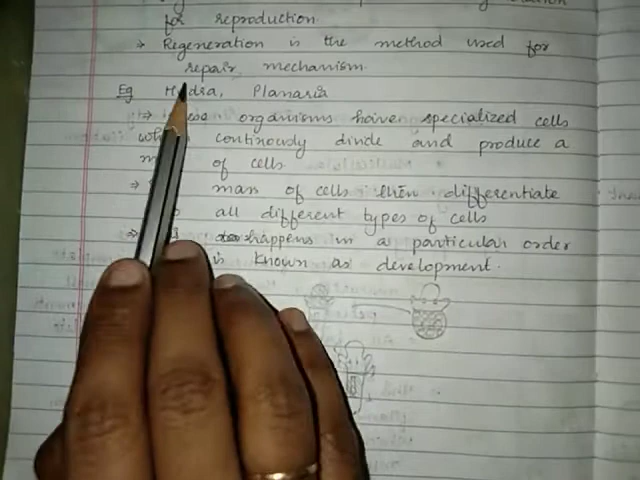 for reproduction
→ Regeneration is the method used for
repair mechanism.
Eg Hydra, Planaria
organisms have specialized cells
continously divide and produce a
of cells
→ mass of cells then differentiate
all different types of cells
→ happens in a particular order
is known as development.